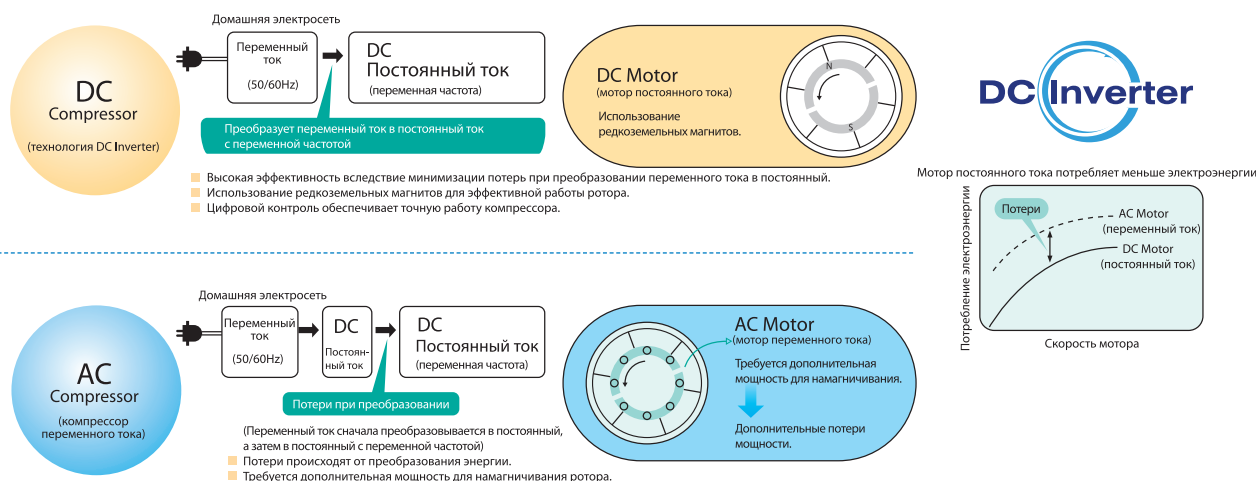 Домашняя электросеть
DC
Compressor
(технология DC Inverter)
Переменный
ток
(50/60Hz)
DC
Постоянный ток
(переменная частота)
Преобразует переменный ток в постоянный ток
с переменной частотой
DC Motor
(мотор постоянного тока)
Использование
редкоземельных магнитов.
N
S
Высокая эффективность вследствие минимизации потерь при преобразовании переменного тока в постоянный.
Использование редкоземельных магнитов для эффективной работы ротора.
Цифровой контроль обеспечивает точную работу компрессора.
DC Inverter
Мотор постоянного тока потребляет меньше электроэнергии
Потребление электроэнергии
Потери
AC Motor
(переменный ток)
DC Motor
(постоянный ток)
Скорость мотора
Домашняя электросеть
AC
Compressor
(компрессор
переменного тока)
Переменный
ток
(50/60Hz)
DC
Постоян-
ный ток
DC
Постоянный ток
(переменная частота)
Потери при преобразовании
(Переменный ток сначала преобразовывается в постоянный,
а затем в постоянный с переменной частотой)
Потери происходят от преобразования энергии.
Требуется дополнительная мощность для намагничивания ротора.
AC Motor
(мотор переменного тока)
Требуется дополнительная
мощность для намагничивания.
Дополнительные потери
мощности.